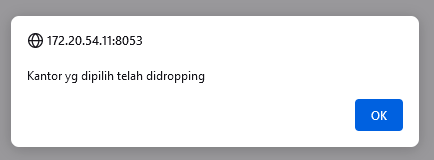 172.20.54.11:8053
Kantor yg dipilih telah didropping
OK